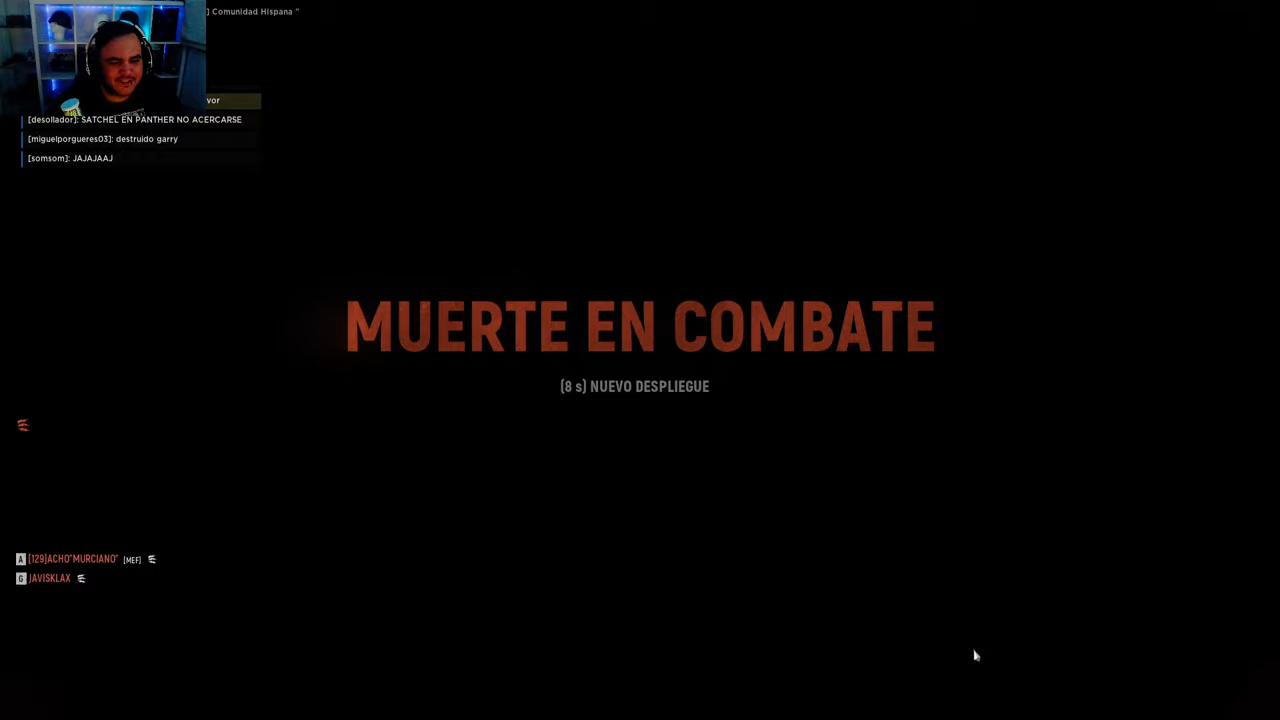 ] Comunidad Hispana "
vor
[desollador]: SATCHEL EN PANTHER NO ACERCARSE
[miguelporgueres03]: destruido garry
[somsom]: JAJAJAAJ
MUERTE EN COMBATE
(8 s) NUEVO DESPLIEGUE
A [129]ACHO"MURCIANO" [MEF]
G JAVISKLAX